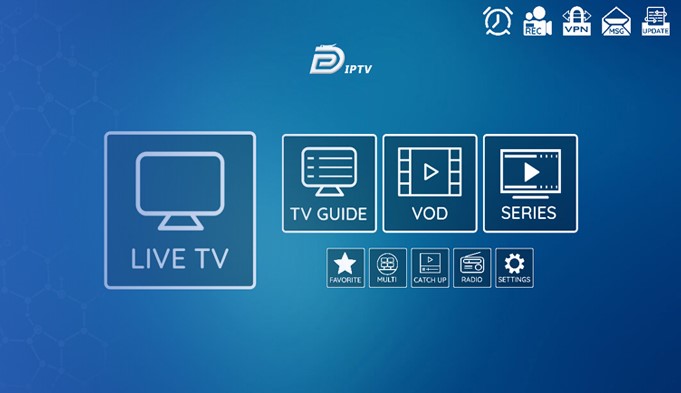 REC
VPN
MSG
UPDATE
IPTV
LIVE TV
TV GUIDE
VOD
SERIES
FAVORITE
MULTI
CATCH UP
RADIO
SETTINGS